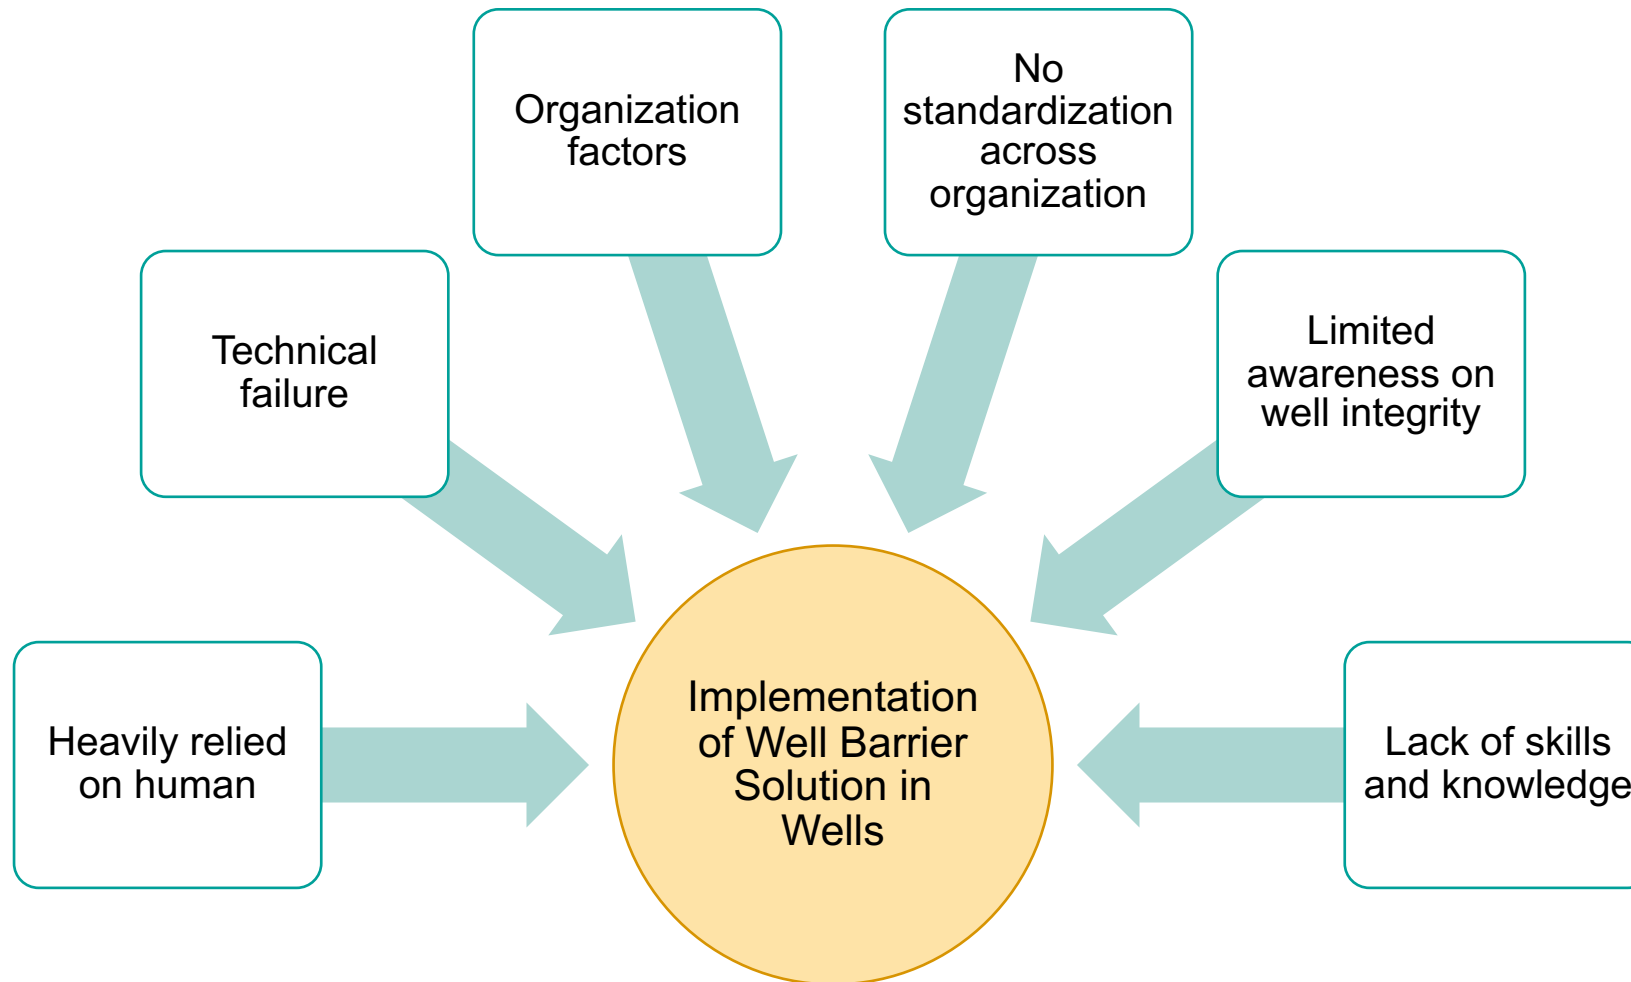 Organization
factors
No
standardization
across
organization
Technical
failure
Limited
awareness on
well integrity
Heavily relied
on human
Implementation
of Well Barrier
Solution in
Wells
Lack of skills
and knowledge